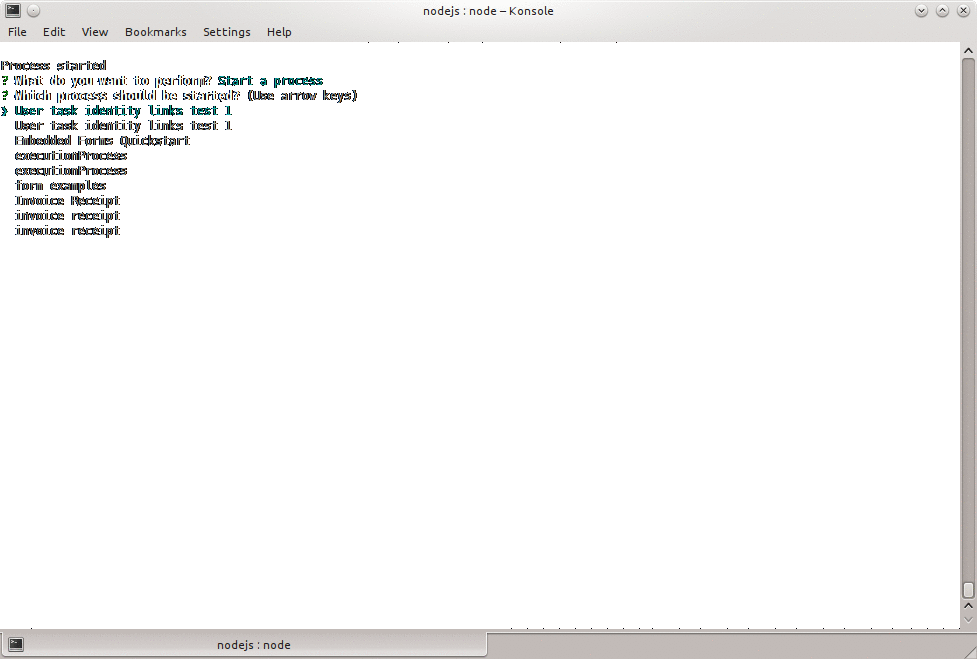 nodejs : node – Konsole
File Edit View Bookmarks Settings Help
Process started
? What do you want to perform? Start a process
? Which process should be started? (Use arrow keys)
❯ User task identity links test 1
User task identity links test 1
Embedded Forms Quickstart
executionProcess
executionProcess
form examples
Invoice Receipt
invoice receipt
invoice receipt
nodejs : node